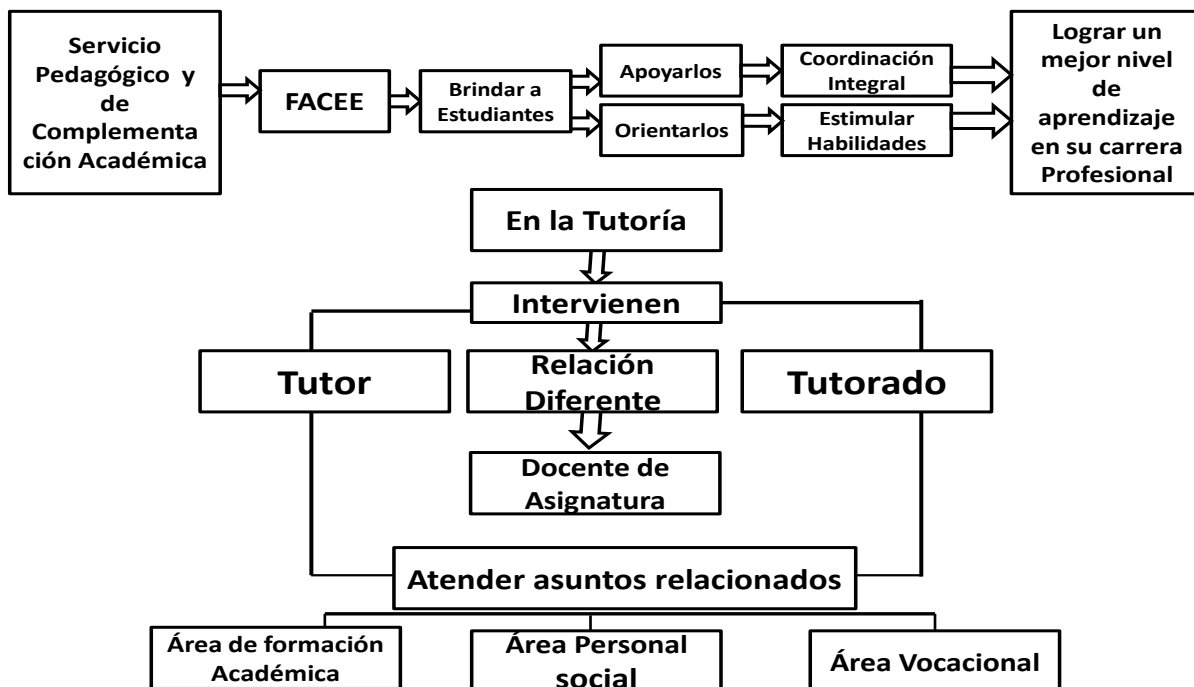 Servicio
Pedagógico y
de
Complementa
ción Académica
FACEE
Brindar a
Estudiantes
Apoyarlos
Orientarlos
Coordinación
Integral
Estimular
Habilidades
Lograr un
mejor nivel
de
aprendizaje
en su carrera
Profesional
En la Tutoría
Intervienen
Tutor
Relación
Diferente
Tutorado
Docente de
Asignatura
Atender asuntos relacionados
Área de formación
Académica
Área Personal
social
Área Vocacional